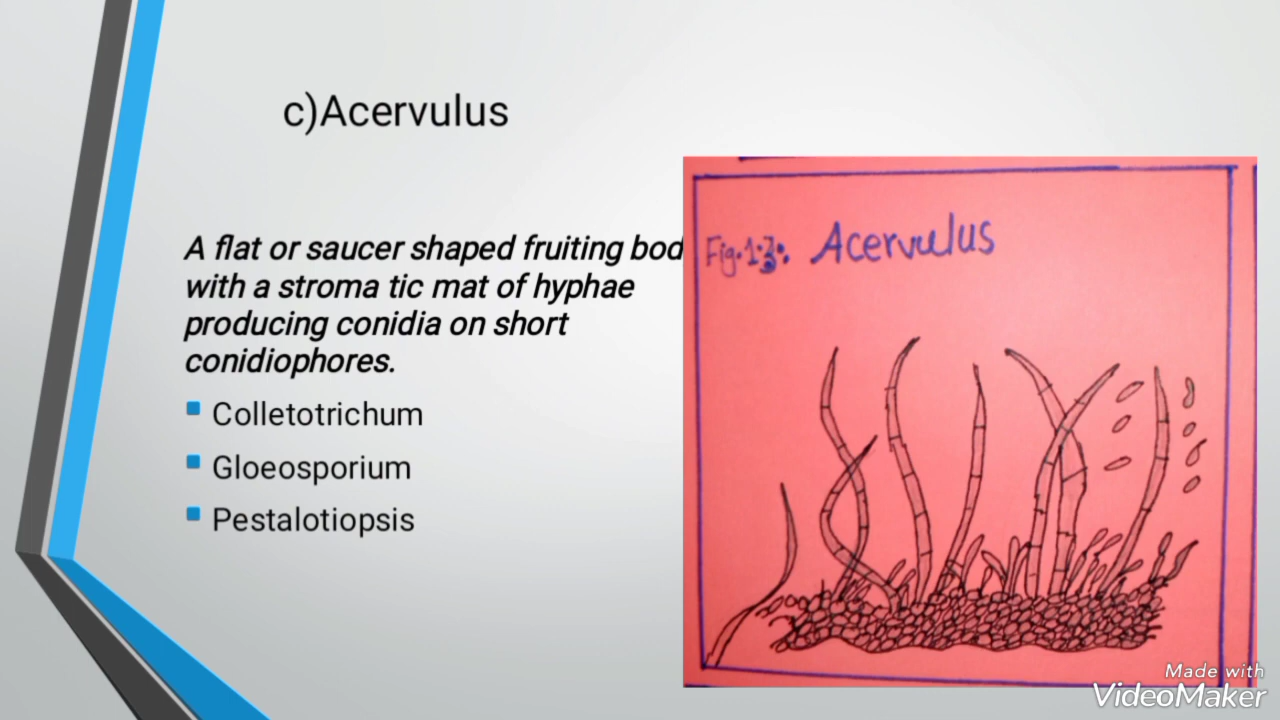 c)Acervulus
A flat or saucer shaped fruiting bod
with a stroma tic mat of hyphae
producing conidia on short
conidiophores.
Colletotrichum
Gloeosporium
Pestalotiopsis
Fig.1.3: Acervulus
Made with
VideoMaker